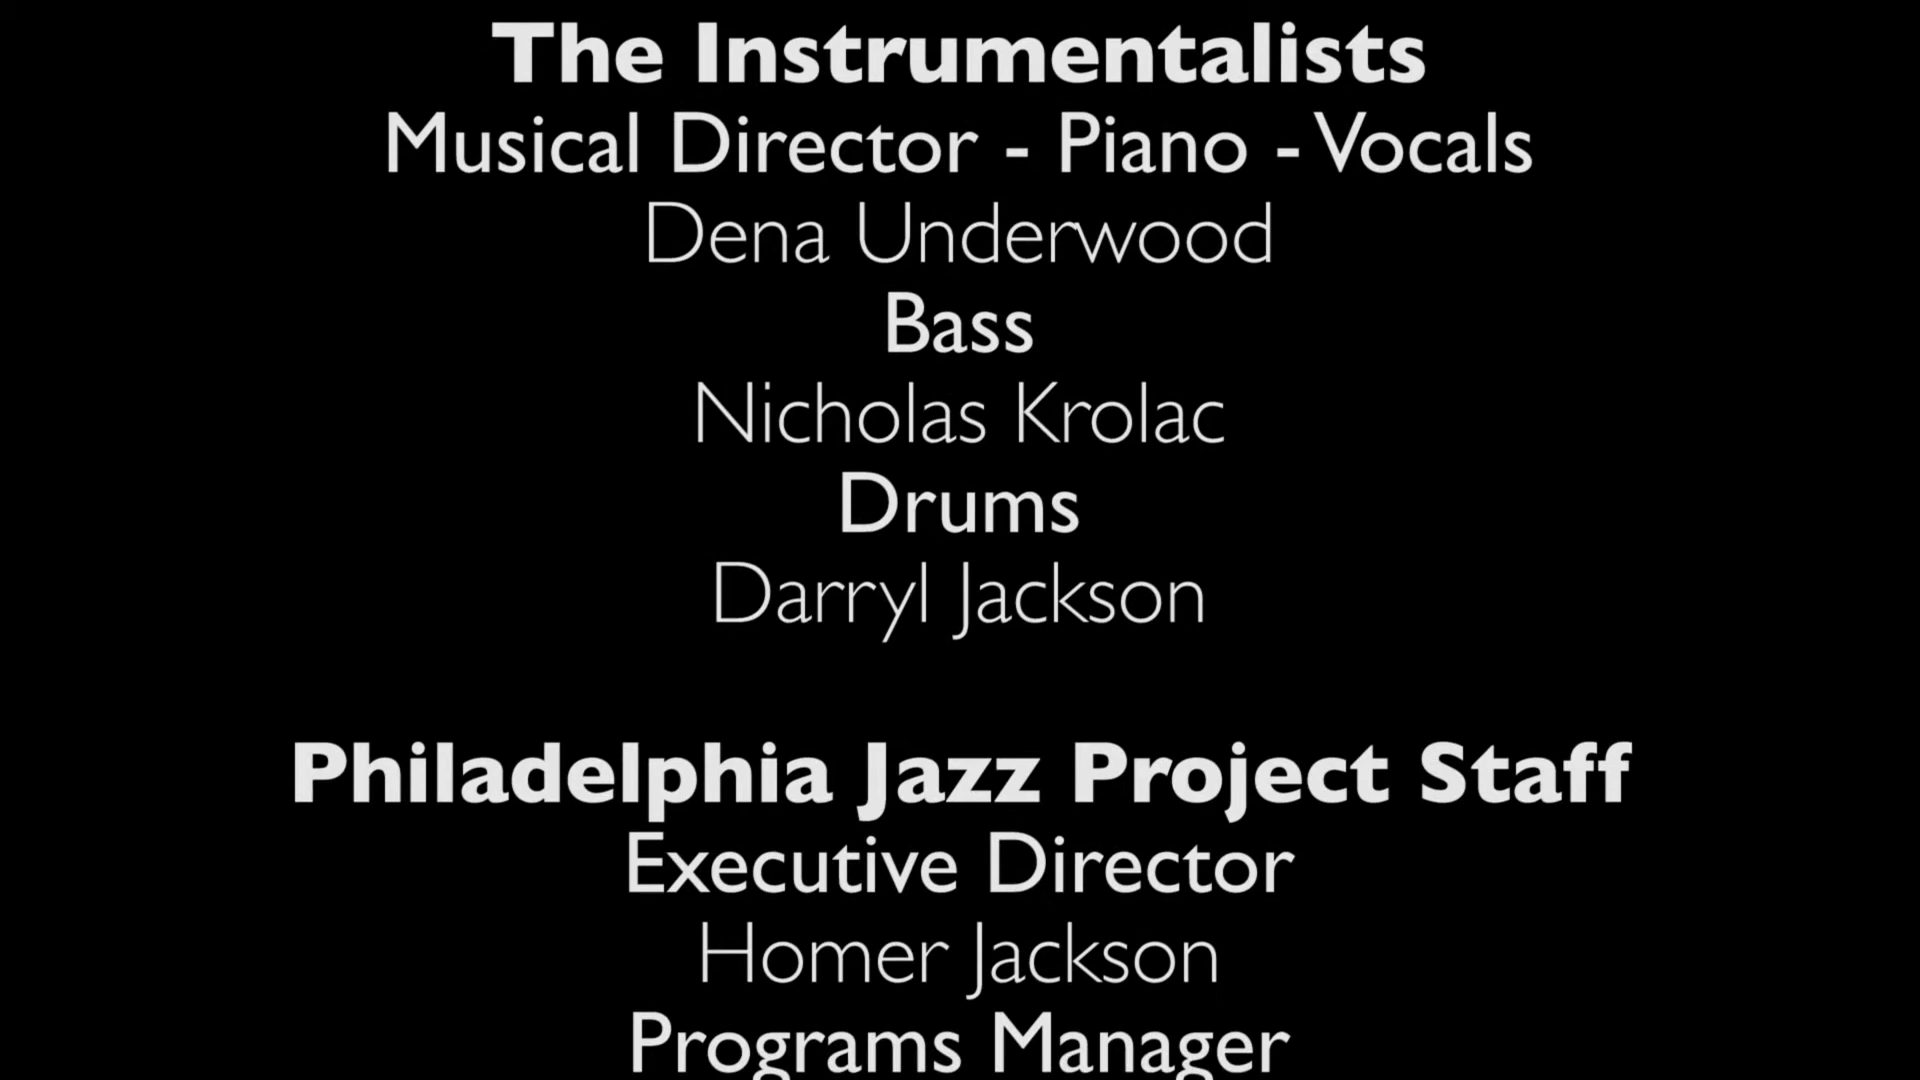 The Instrumentalists
Musical Director - Piano - Vocals
Dena Underwood
Bass
Nicholas Krolac
Drums
Darryl Jackson
Philadelphia Jazz Project Staff
Executive Director
Homer Jackson
Programs Manager